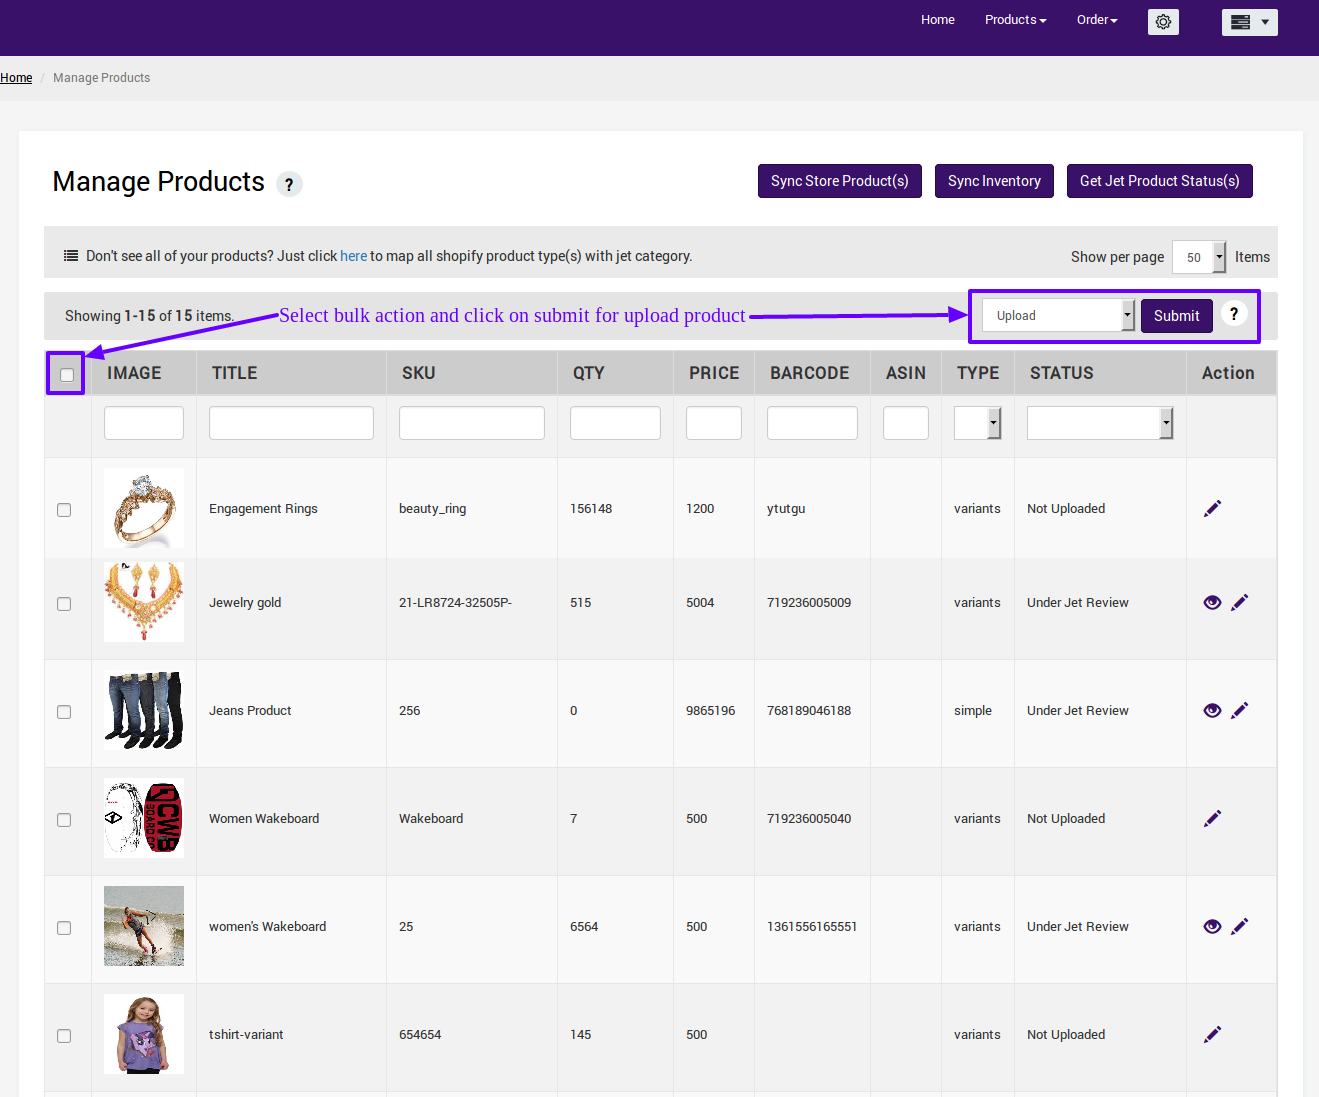 Home Products Order
Home / Manage Products
Manage Products ? Sync Store Product(s) Sync Inventory Get Jet Product Status(s)
Don't see all of your products? Just click here to map all shopify product type(s) with jet category. Show per page 50 Items
Showing 1-15 of 15 items. Select bulk action and click on submit for upload product Upload Submit ?
IMAGE TITLE SKU QTY PRICE BARCODE ASIN TYPE STATUS Action
Engagement Rings beauty_ring 156148 1200 ytutgu variants Not Uploaded
Jewelry gold 21-LR8724-32505P- 515 5004 719236005009 variants Under Jet Review
Jeans Product 256 0 9865196 768189046188 simple Under Jet Review
Women Wakeboard Wakeboard 7 500 719236005040 variants Not Uploaded
women's Wakeboard 25 6564 500 1361556165551 variants Under Jet Review
tshirt-variant 654654 145 500 variants Not Uploaded